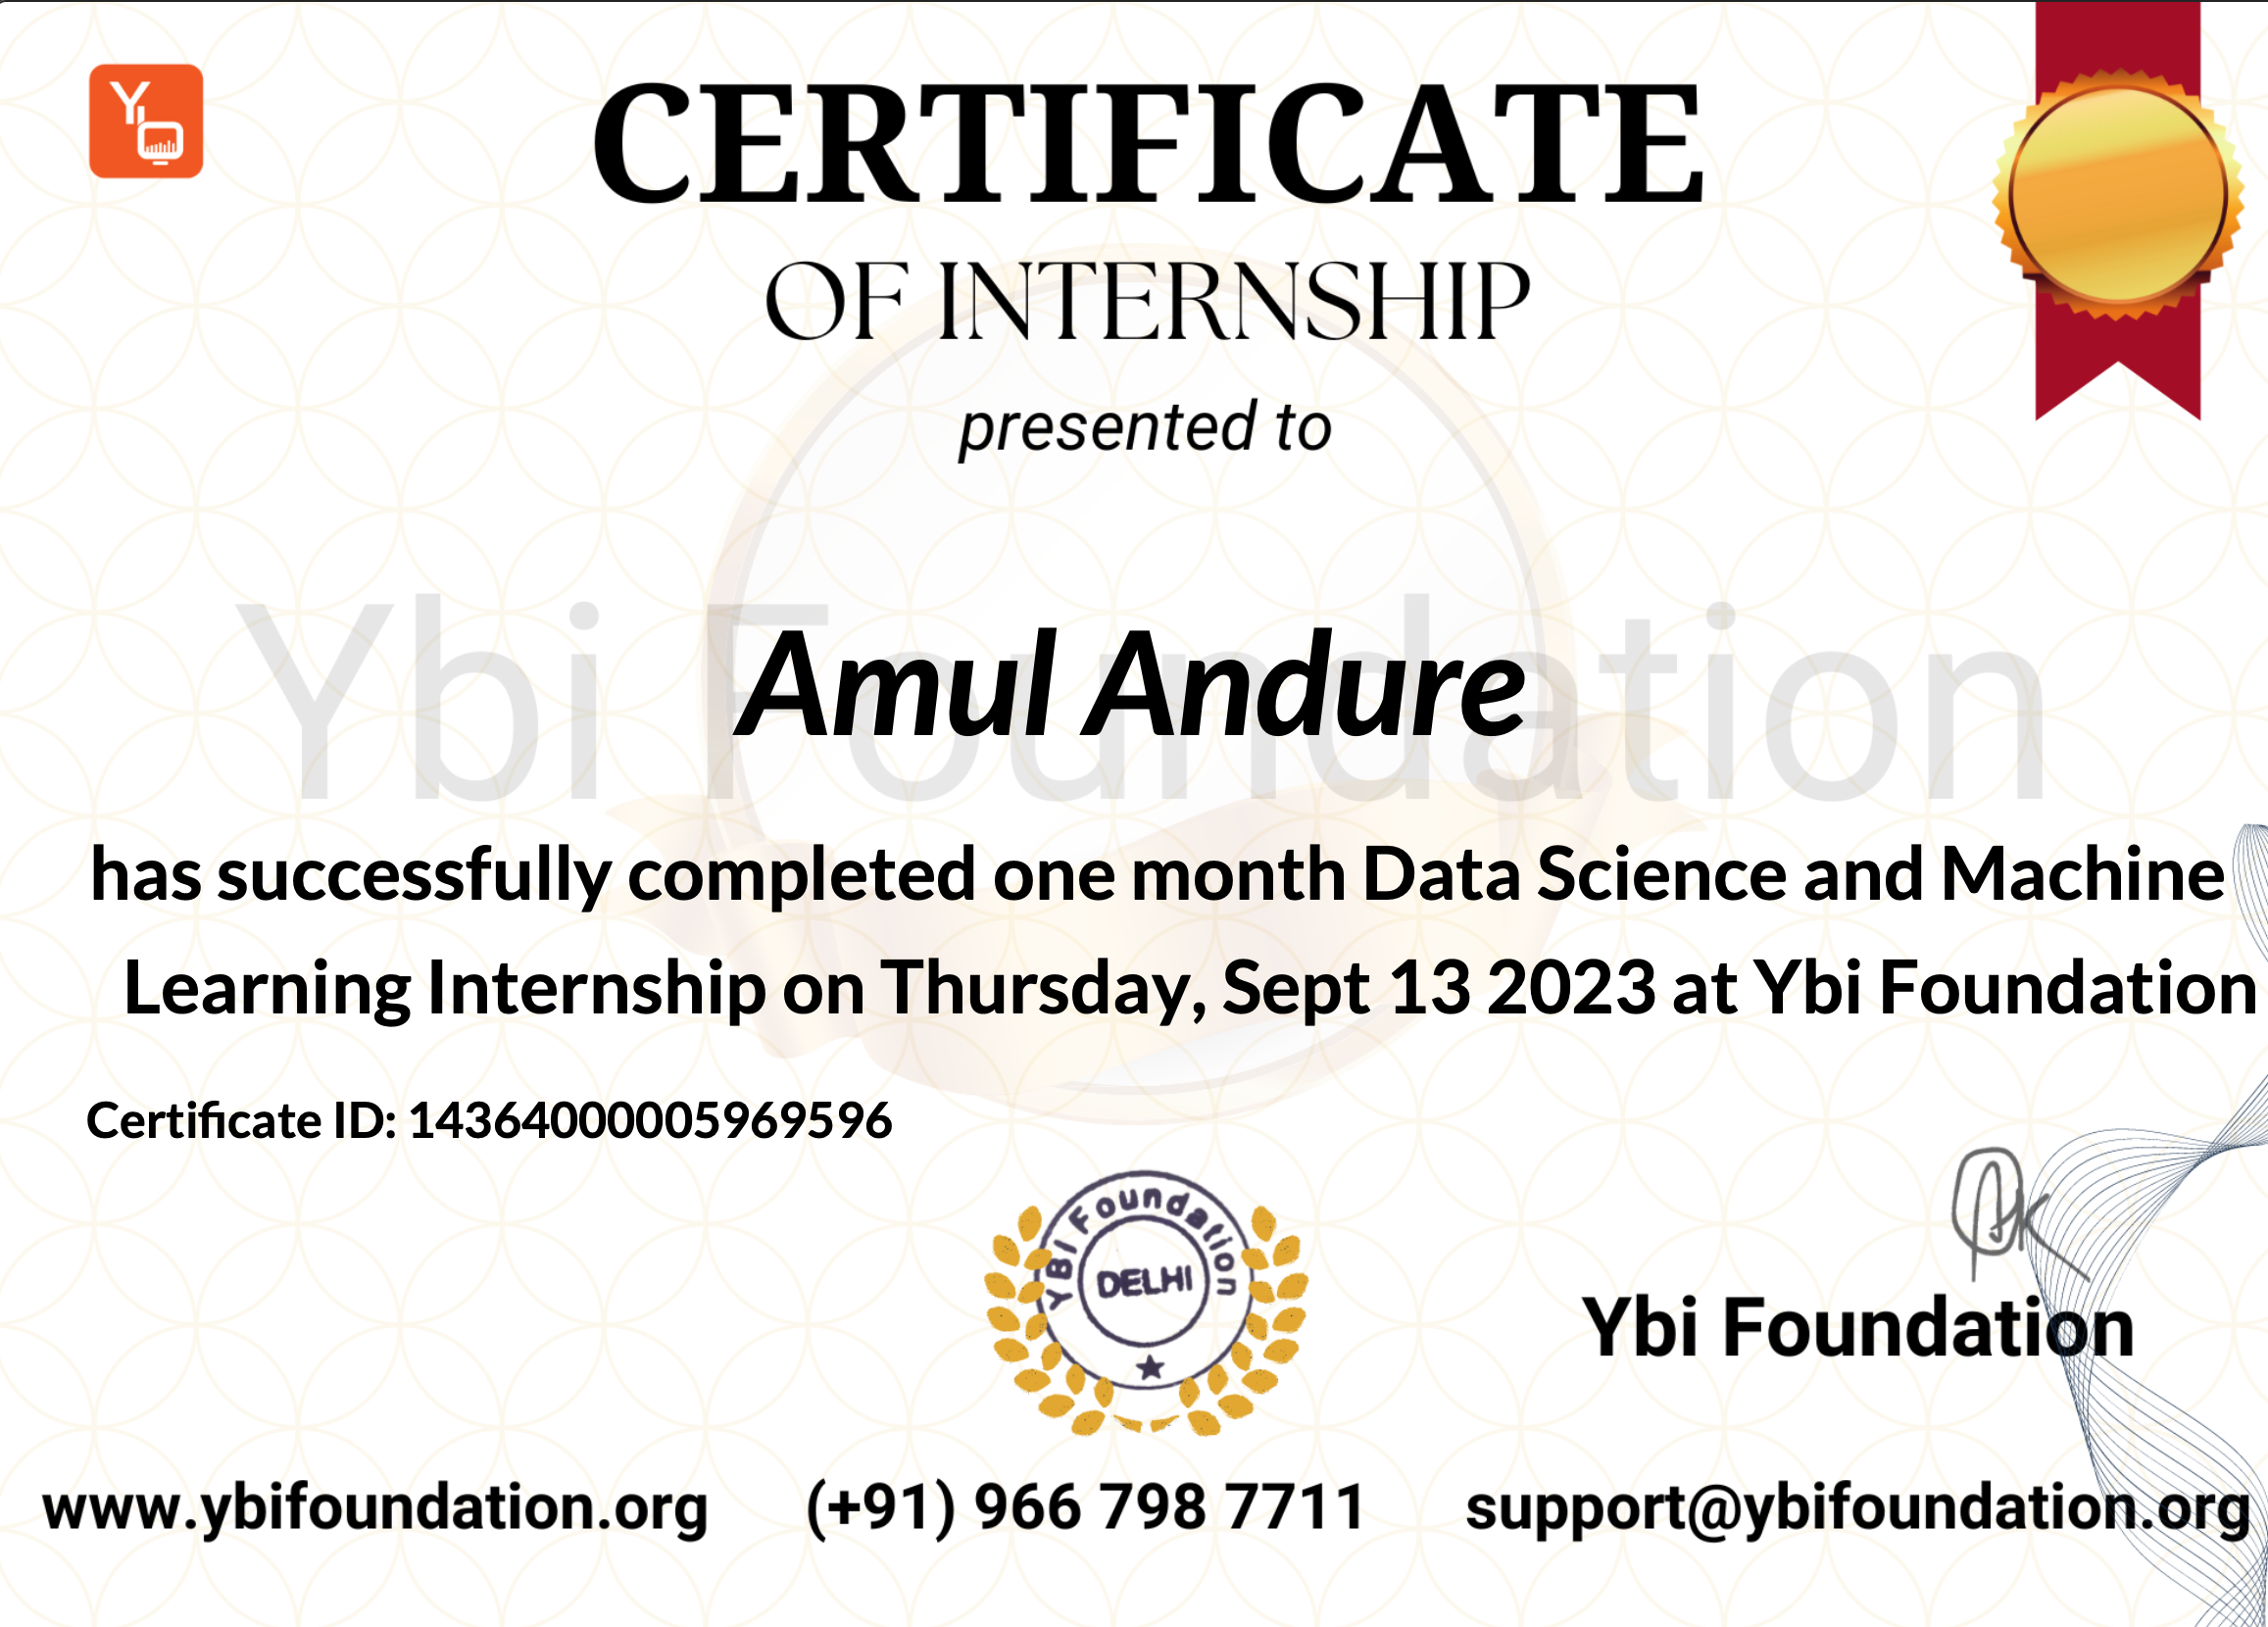 CERTIFICATE
OF INTERNSHIP
presented to
Ybi Foundation
Amul Andure
has successfully completed one month Data Science and Machine
Learning Internship on Thursday, Sept 13 2023 at Ybi Foundation
Certificate ID: 14364000005969596
YBI Foundation
DELHI
Ybi Foundation
www.ybifoundation.org
(+91) 966 798 7711
support@ybifoundation.org